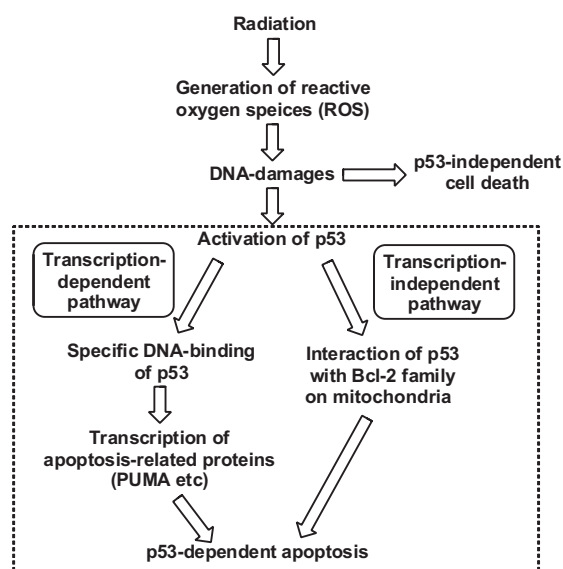 Radiation
Generation of reactive
oxygen speices (ROS)
DNA-damages
p53-independent
cell death
Activation of p53
Transcription-
dependent
pathway
Transcription-
independent
pathway
Specific DNA-binding
of p53
Interaction of p53
with Bcl-2 family
on mitochondria
Transcription of
apoptosis-related proteins
(PUMA etc)
p53-dependent apoptosis